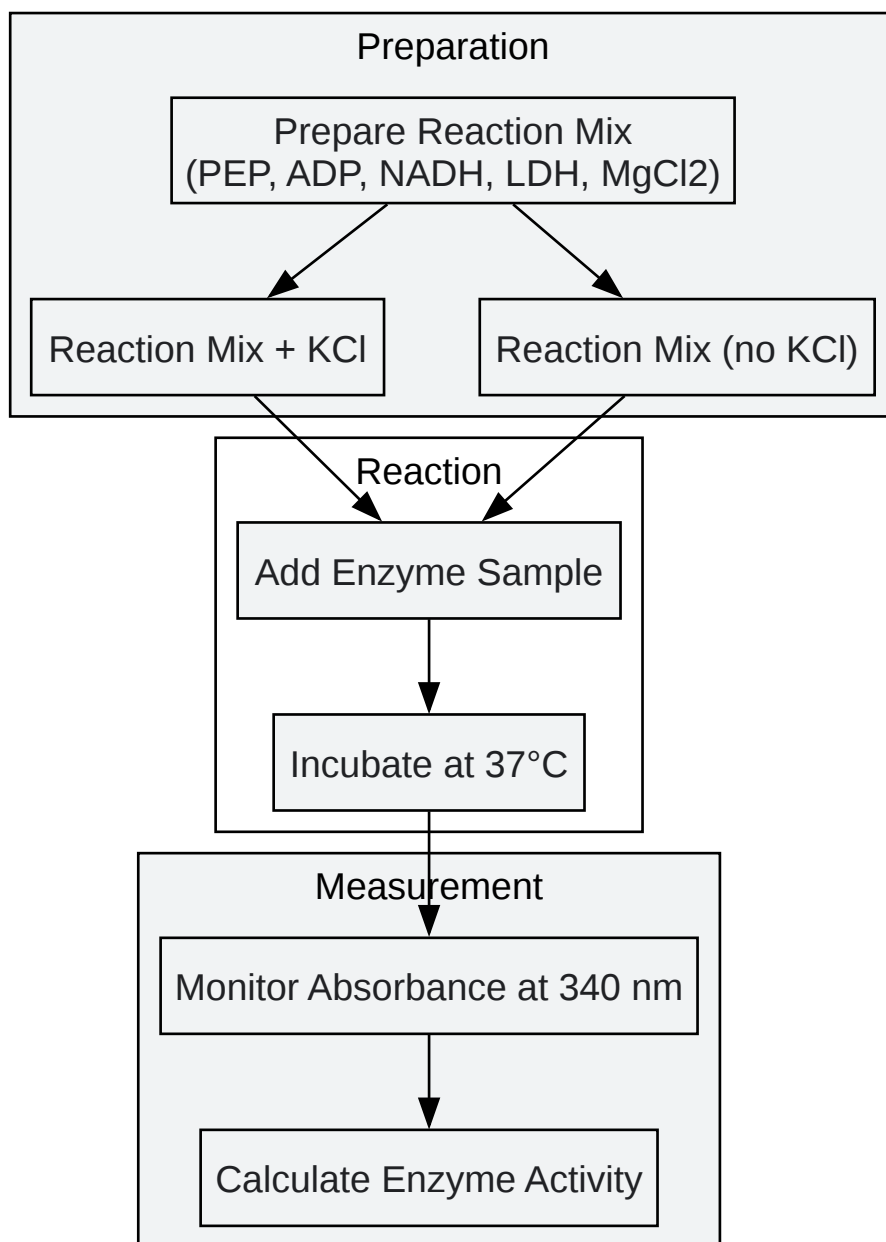 Preparation
Prepare Reaction Mix
(PEP, ADP, NADH, LDH, MgCl2)
Reaction Mix + KCl
Reaction Mix (no KCl)
Reaction
Add Enzyme Sample
Incubate at 37°C
Measurement
Monitor Absorbance at 340 nm
Calculate Enzyme Activity